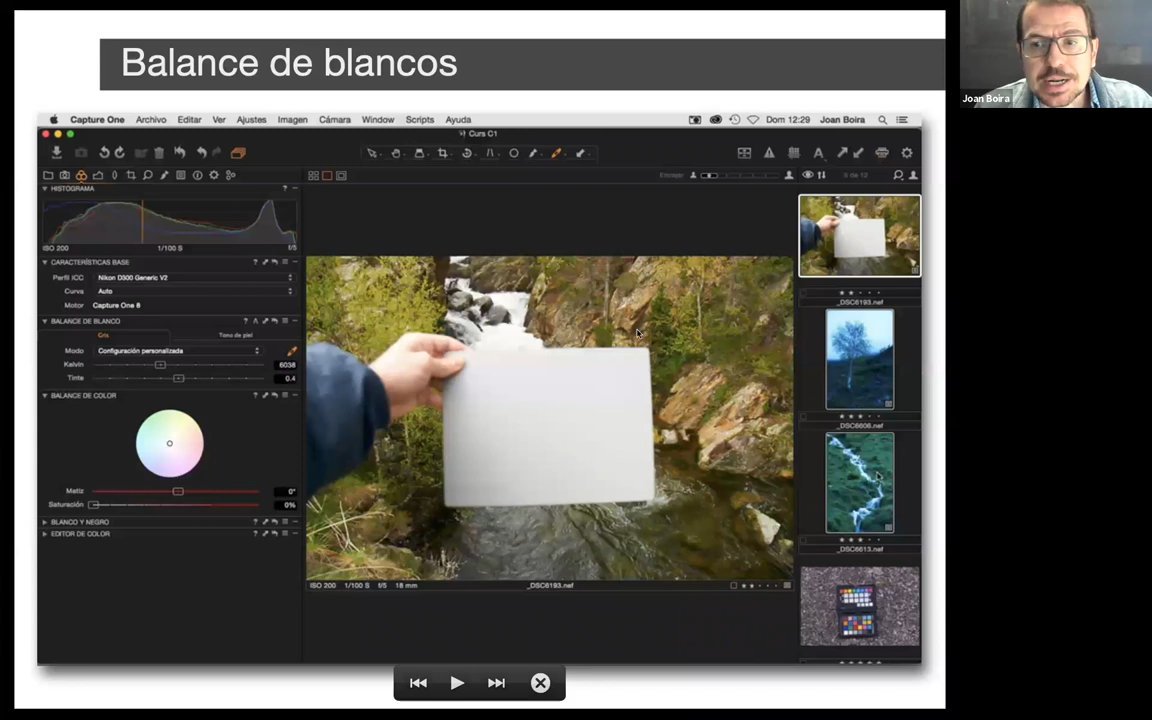 Balance de blancos
Joan Boira
Capture One Archivo Editar Ver Ajustes Imagen Cámara Window Scripts Ayuda Dom 12:29 Joan Boira
Curs C1
HISTOGRAMA
ISO 200 1/100 S f/5
CARACTERÍSTICAS BASE
Perfil ICC Nikon D300 Generic V2
Curva Auto
Motor Capture One 8
BALANCE DE BLANCO
Gris Tono de piel
Modo Configuración personalizada
Kelvin 6038
Tinte 0.4
BALANCE DE COLOR
Matiz 0°
Saturación 0%
BLANCO Y NEGRO
EDITOR DE COLOR
ISO 200 1/100 S f/5 18 mm _DSC6193.nef
5 de 12
_DSC6193.nef
_DSC6606.nef
_DSC6613.nef